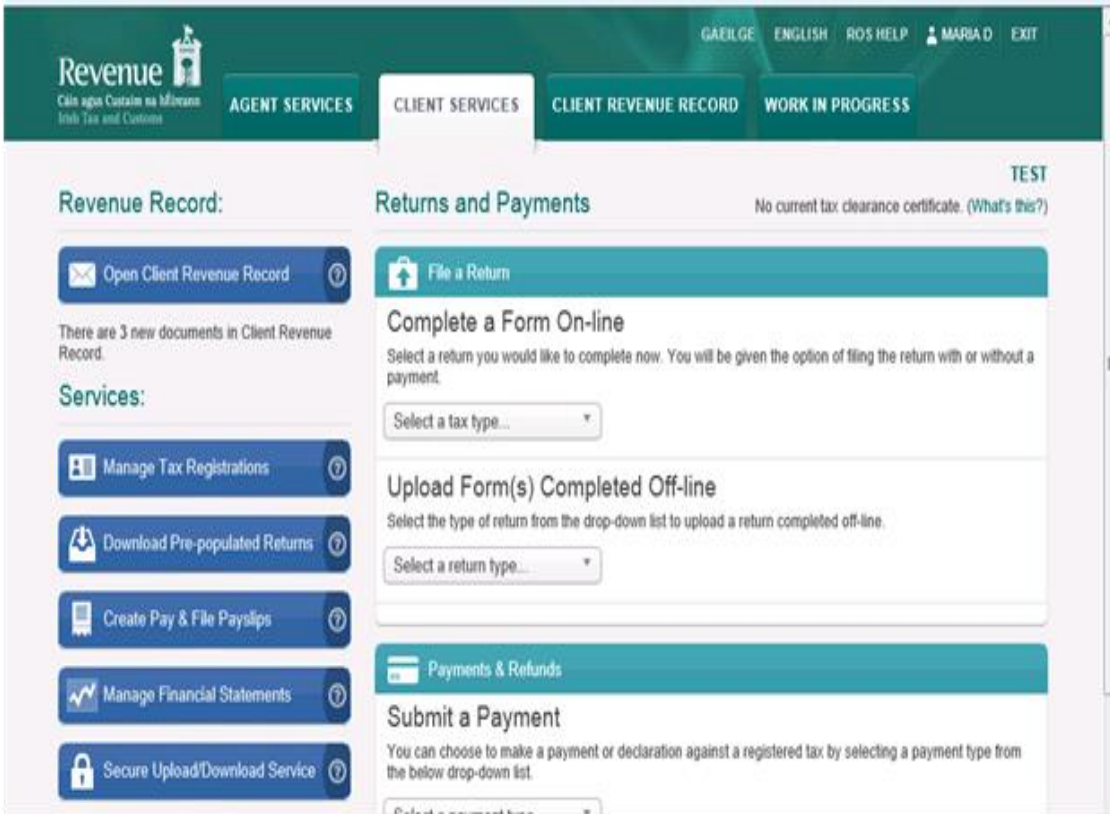 GAEILGE ENGLISH ROS HELP MARIA D EXIT
Revenue
Cáin agus Custaim na hÉireann
Irish Tax and Customs
AGENT SERVICES CLIENT SERVICES CLIENT REVENUE RECORD WORK IN PROGRESS
TEST
No current tax clearance certificate. (What's this?)
Revenue Record:
Open Client Revenue Record
There are 3 new documents in Client Revenue
Record.
Services:
Manage Tax Registrations
Download Pre-populated Returns
Create Pay & File Payslips
Manage Financial Statements
Secure Upload/Download Service
Returns and Payments
File a Return
Complete a Form On-line
Select a return you would like to complete now. You will be given the option of filing the return with or without a
payment.
Select a tax type...
Upload Form(s) Completed Off-line
Select the type of return from the drop-down list to upload a return completed off-line.
Select a return type...
Payments & Refunds
Submit a Payment
You can choose to make a payment or declaration against a registered tax by selecting a payment type from
the below drop-down list.
Select a payment type